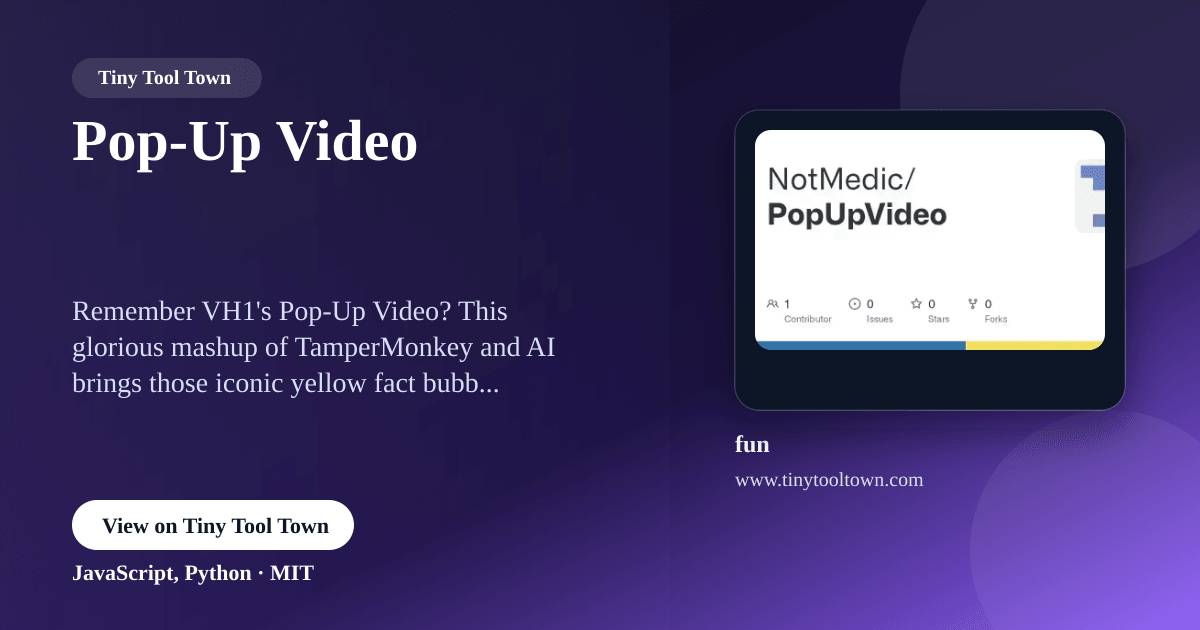 Tiny Tool Town
Pop-Up Video
Remember VH1's Pop-Up Video? This
glorious mashup of TamperMonkey and AI
brings those iconic yellow fact bubb...
View on Tiny Tool Town
JavaScript, Python · MIT
NotMedic/
PopUpVideo
1 0 0 0
Contributor Issues Stars Forks
fun
www.tinytooltown.com